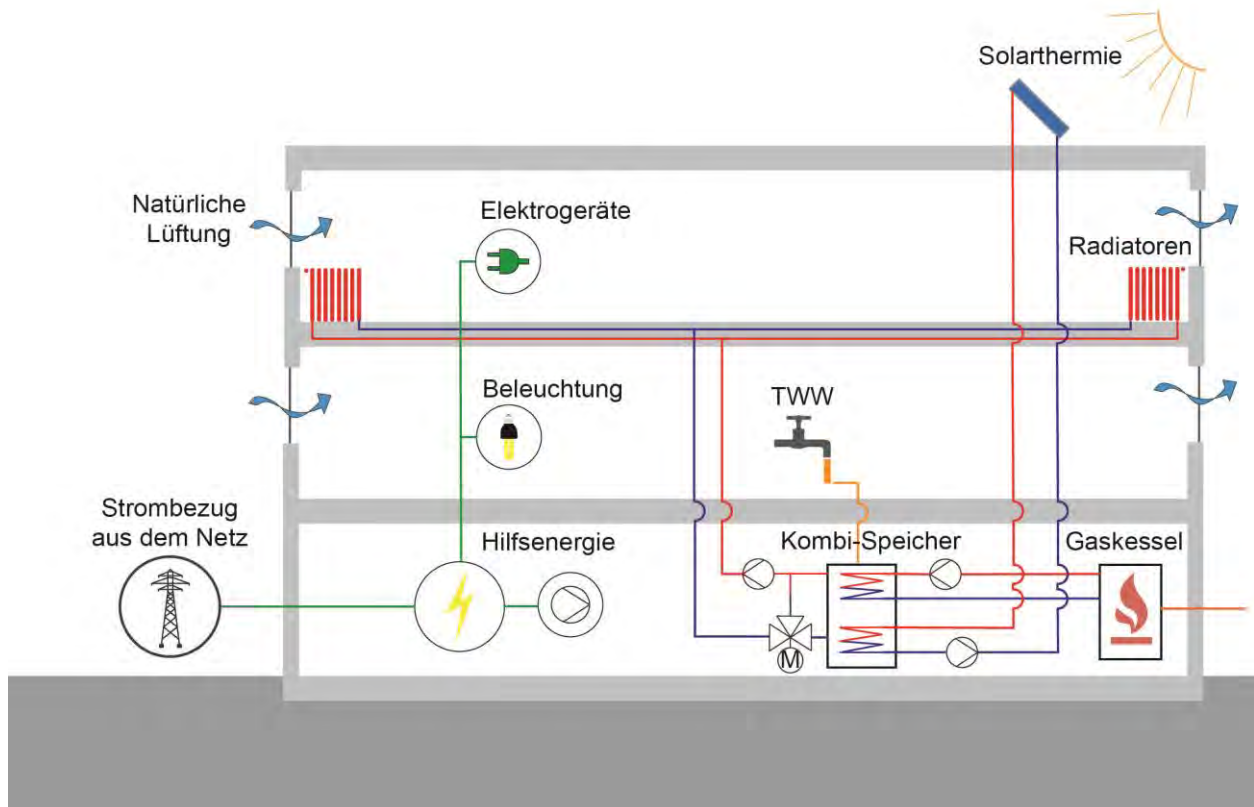 Solarthermie
Natürliche
Lüftung
Elektrogeräte
Radiatoren
Beleuchtung
TWW
Strombezug
aus dem Netz
Hilfsenergie
Kombi-Speicher
Gaskessel
M